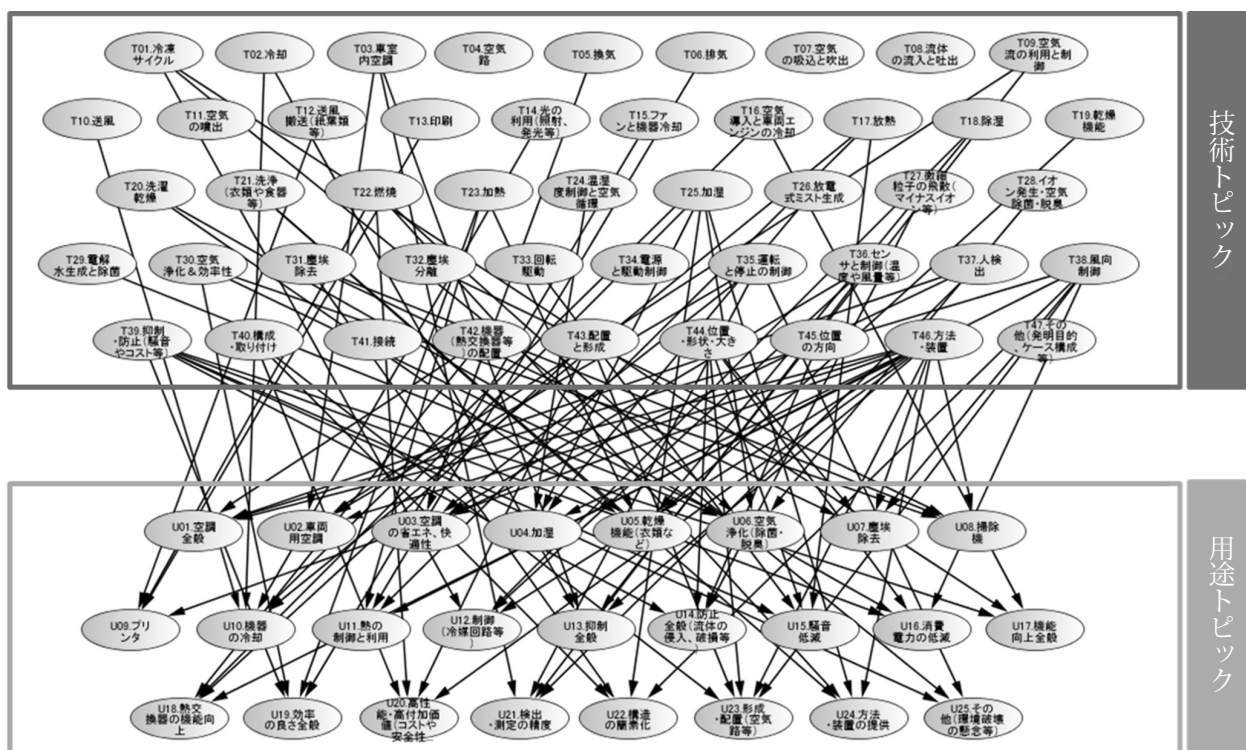 T01.冷凍
サイクル
T02.冷却
T03.車室
内空調
T04.空気
路
T05.換気
T06.排気
T07.空気
の吸込と吹出
T08.流体
の流入と吐出
T09.空気
流の利用と制
御
T10.送風
T11.空気
の噴出
T12.送風
搬送(紙葉類
等)
T13.印刷
T14.光の
利用(照射、
発光等)
T15.ファ
ンと機器冷却
T16.空気
導入と車両エ
ンジンの冷却
T17.放熱
T18.除湿
T19.乾燥
機能
T20.洗濯
乾燥
T21.洗浄
(衣類や食器
等)
T22.燃焼
T23.加熱
T24.温湿
度制御と空気
循環
T25.加湿
T26.放電
式ミスト生成
T27.微細
粒子の飛散(
マイナスイオ
ン等)
T28.イオ
ン発生・空気
除菌・脱臭
T29.電解
水生成と除菌
T30.空気
浄化&効率性
T31.塵埃
除去
T32.塵埃
分離
T33.回転
駆動
T34.電源
と駆動制御
T35.運転
と停止の制御
T36.セン
サと制御(温
度や風量等)
T37.人検
出
T38.風向
制御
T39.抑制
・防止(騒音
やコスト等)
T40.構成
・取り付け
T41.接続
T42.機器
(熱交換器等
)の配置
T43.配置
と形成
T44.位置
・形状・大き
さ
T45.位置
の方向
T46.方法
・装置
T47.その
他(発明目的
、ケース構成
等)
技術トピック
U01.空調
全般
U02.車両
用空調
U03.空調
の省エネ、快
適性
U04.加湿
U05.乾燥
機能(衣類な
ど)
U06.空気
浄化(除菌・
脱臭)
U07.塵埃
除去
U08.掃除
機
U09.プリ
ンタ
U10.機器
の冷却
U11.熱の
制御と利用
U12.制御
(冷媒回路等
)
U13.抑制
全般
U14.防止
全般(流体の
侵入、破損等
)
U15.騒音
低減
U16.消費
電力の低減
U17.機能
向上全般
U18.熱交
換器の機能向
上
U19.効率
の良さ全般
U20.高性
能・高付加価
値(コストや
安全性...
U21.検出
・測定の精度
U22.構造
の簡素化
U23.形成
・配置(空気
路等)
U24.方法
・装置の提供
U25.その
他(環境破壊
の懸念等)
用途トピック